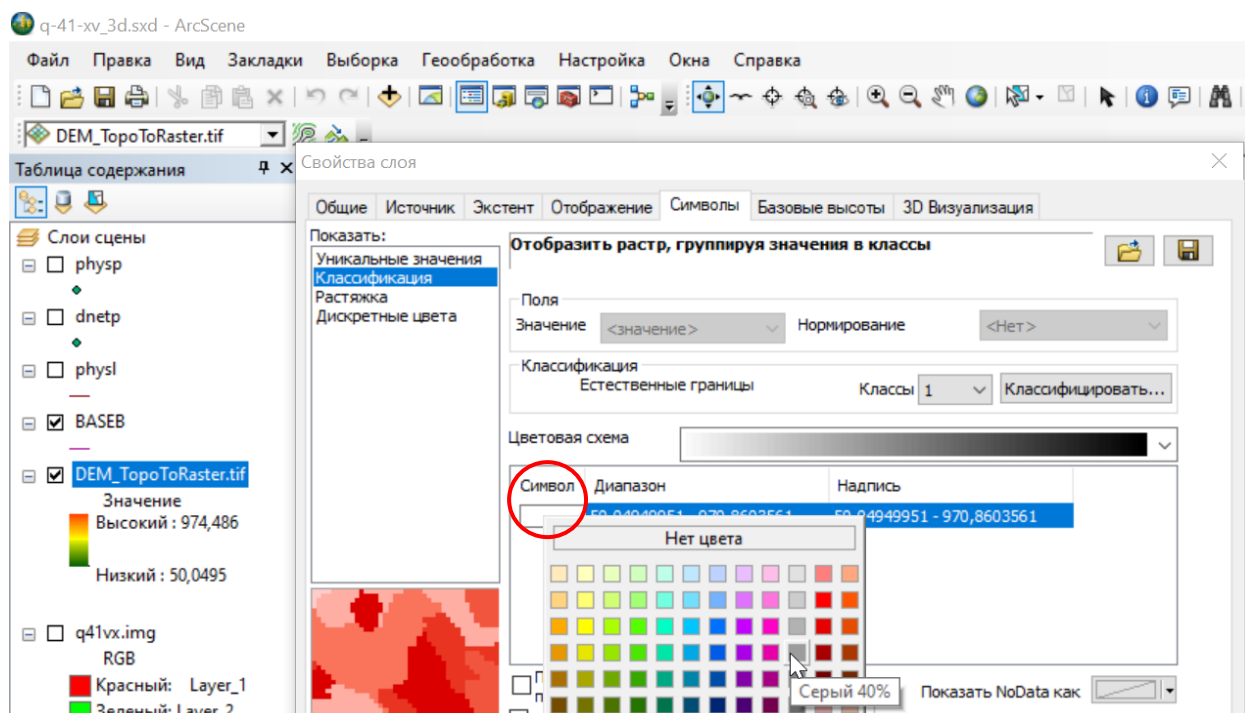 q-41-xv_3d.sxd - ArcScene
Файл Правка Вид Закладки Выборка Геообработка Настройка Окна Справка
DEM_TopoToRaster.tif
Таблица содержания
Слои сцены
physp
dnetp
physl
BASEB
DEM_TopoToRaster.tif
Значение
Высокий : 974,486
Низкий : 50,0495
q41vx.img
RGB
Красный: Layer_1
Зеленый: Layer_2
Свойства слоя
Общие Источник Экстент Отображение Символы Базовые высоты 3D Визуализация
Показать:
Уникальные значения
Классификация
Растяжка
Дискретные цвета
Отобразить растр, группируя значения в классы
Поля
Значение <значение> Нормирование <Нет>
Классификация
Естественные границы Классы 1 Классифицировать...
Цветовая схема
Символ Диапазон Надпись
50,04949951 - 970,8603561 50,04949951 - 970,8603561
Нет цвета
Серый 40%
Показать NoData как